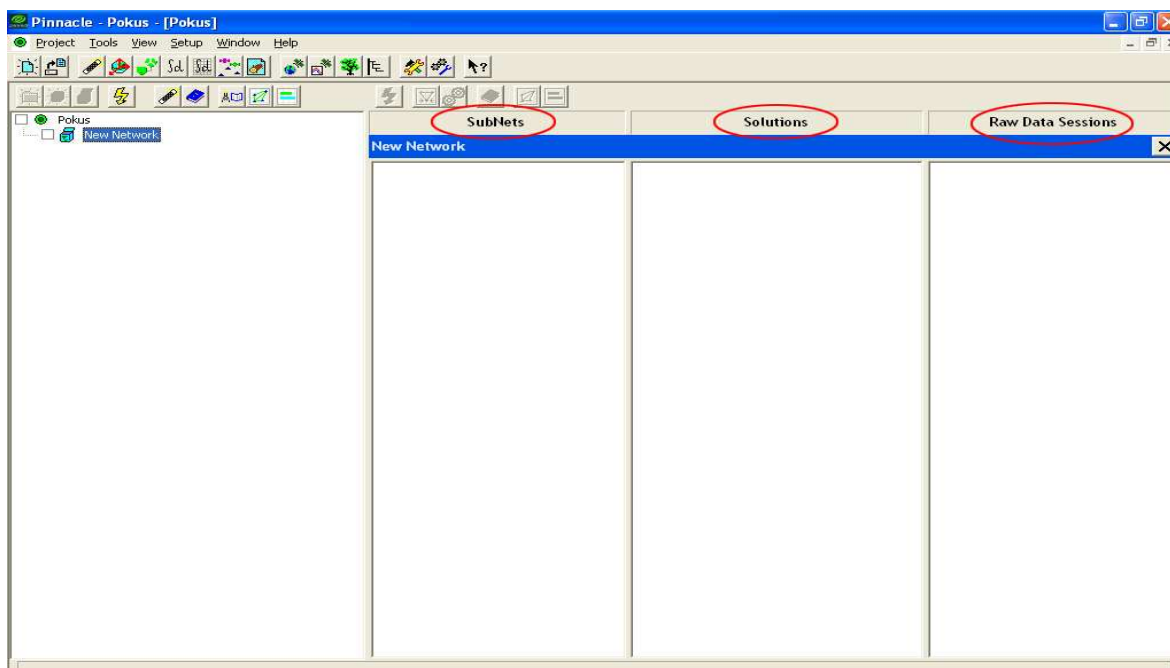 Pinnacle - Pokus - [Pokus]
Project Tools View Setup Window Help
Pokus
New Network
SubNets Solutions Raw Data Sessions
New Network